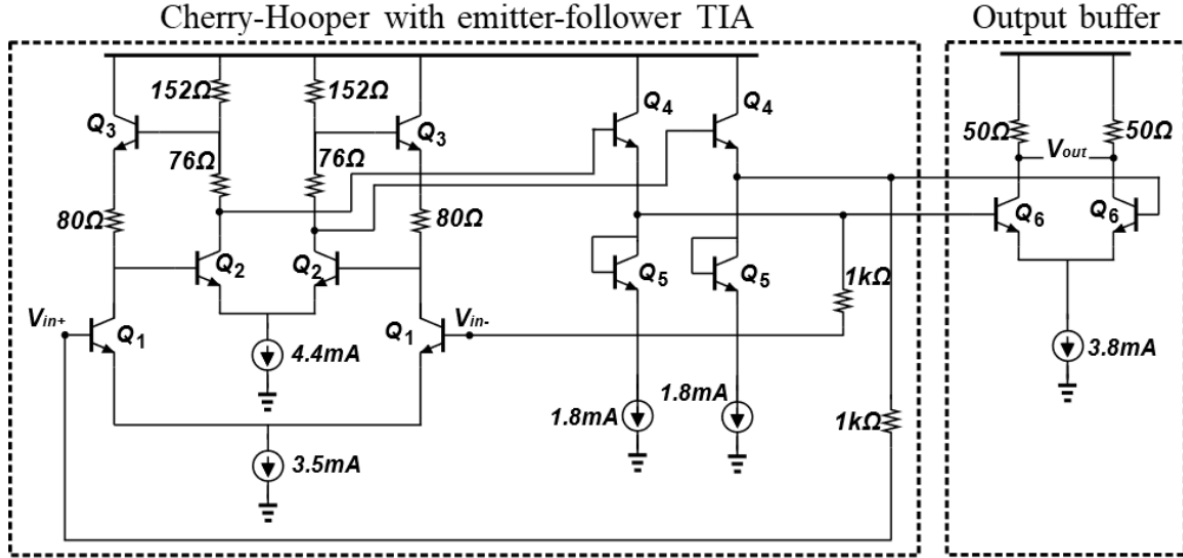 Cherry-Hooper with emitter-follower TIA
Output buffer
152Ω
152Ω
Q3
Q3
76Ω
76Ω
80Ω
80Ω
Q2
Q2
Vin+
Q1
Q1
Vin-
4.4mA
3.5mA
Q4
Q4
Q5
Q5
1kΩ
1.8mA
1.8mA
1kΩ
50Ω
50Ω
Vout
Q6
Q6
3.8mA